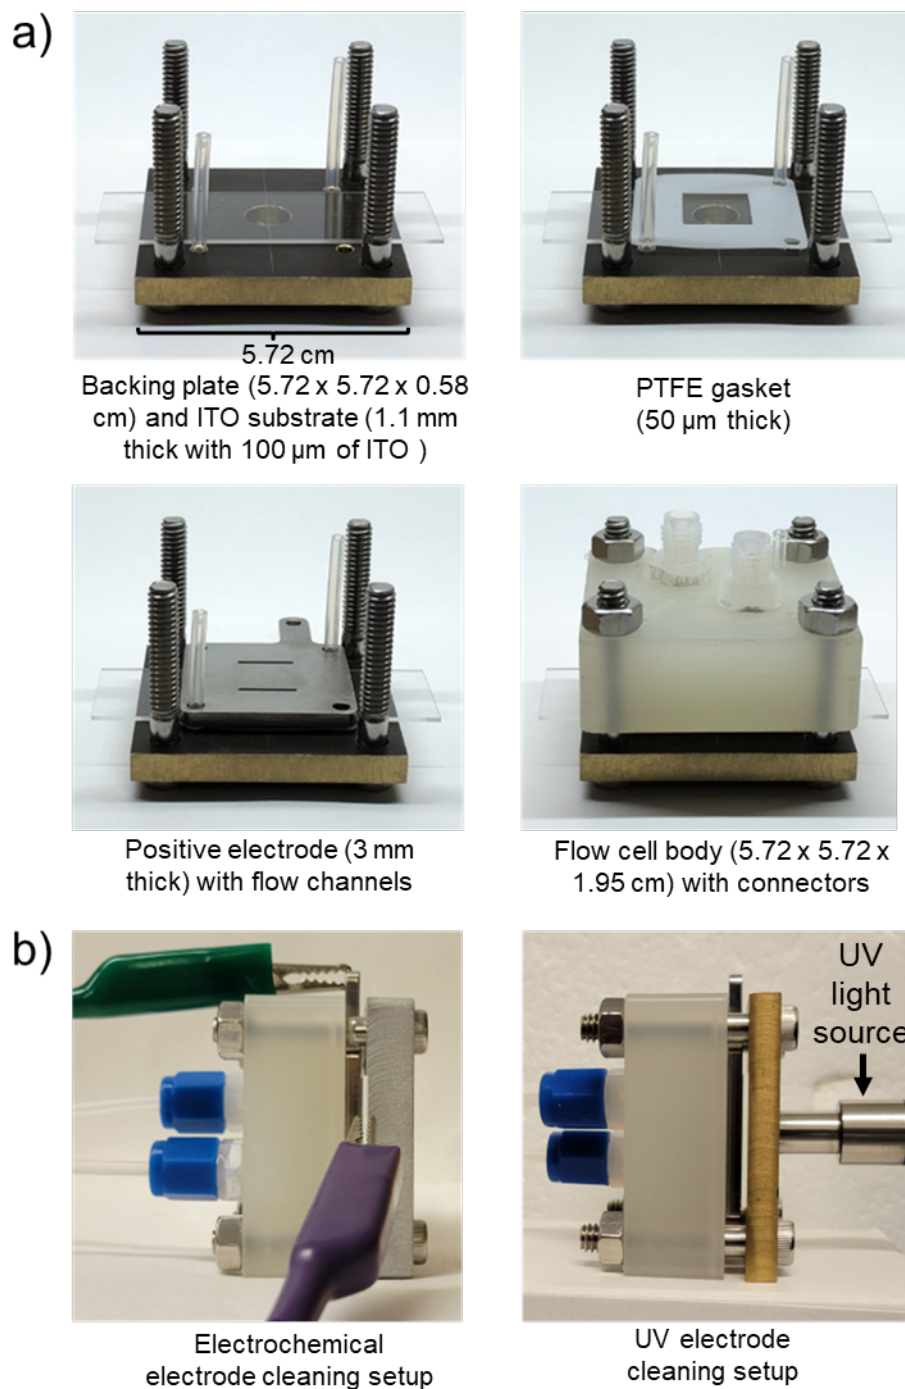 a)
5.72 cm
Backing plate (5.72 x 5.72 x 0.58
cm) and ITO substrate (1.1 mm
thick with 100 µm of ITO )
PTFE gasket
(50 µm thick)
Positive electrode (3 mm
thick) with flow channels
Flow cell body (5.72 x 5.72 x
1.95 cm) with connectors
b)
UV
light
source
Electrochemical
electrode cleaning setup
UV electrode
cleaning setup